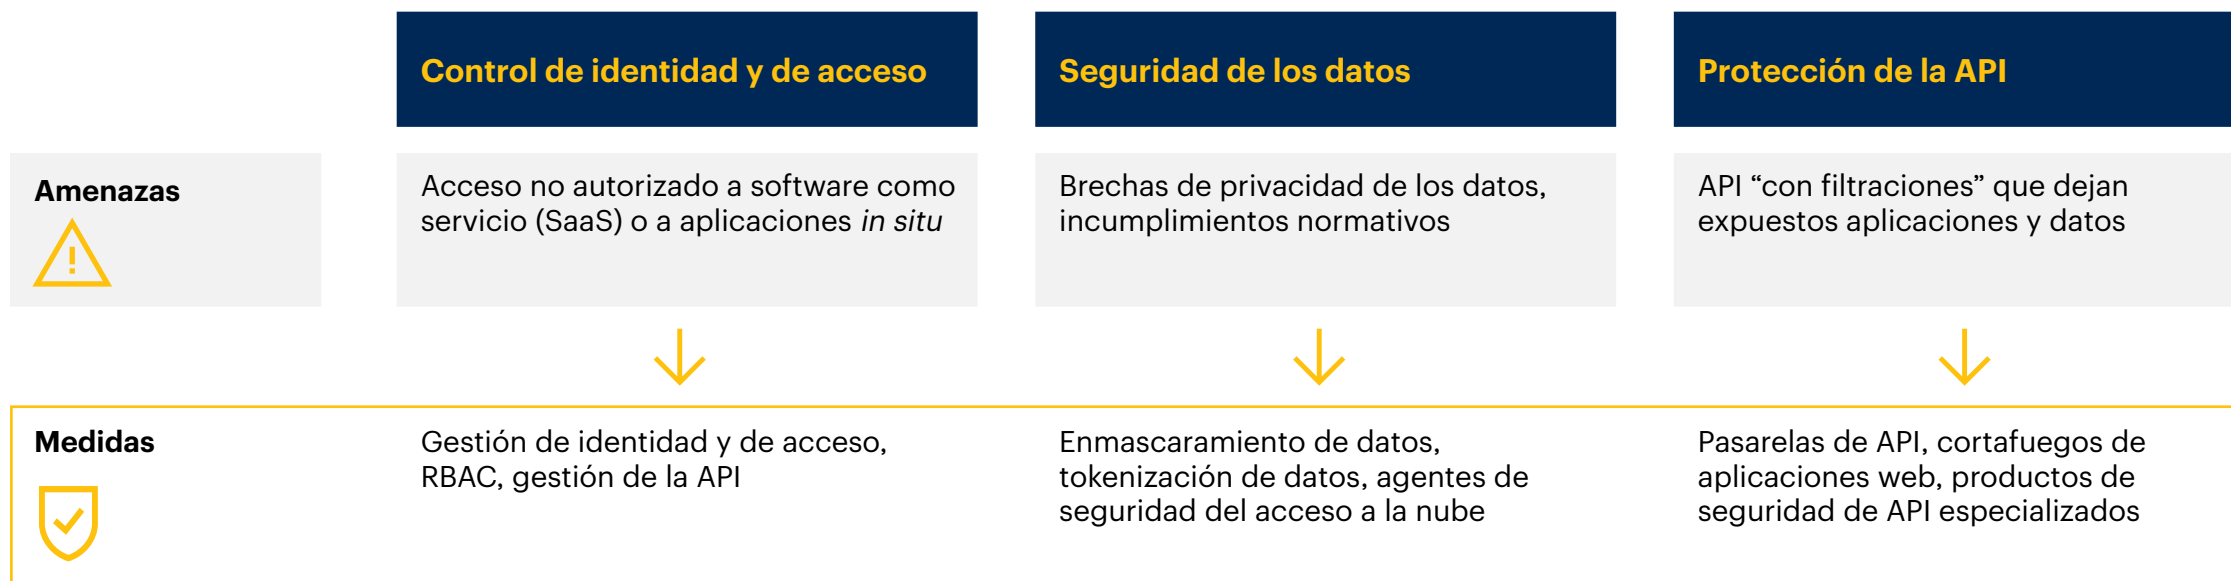 Control de identidad y de acceso
Seguridad de los datos
Protección de la API
Amenazas
Acceso no autorizado a software como
servicio (SaaS) o a aplicaciones in situ
Brechas de privacidad de los datos,
incumplimientos normativos
API “con filtraciones” que dejan
expuestos aplicaciones y datos
Medidas
Gestión de identidad y de acceso,
RBAC, gestión de la API
Enmascaramiento de datos,
tokenización de datos, agentes de
seguridad del acceso a la nube
Pasarelas de API, cortafuegos de
aplicaciones web, productos de
seguridad de API especializados